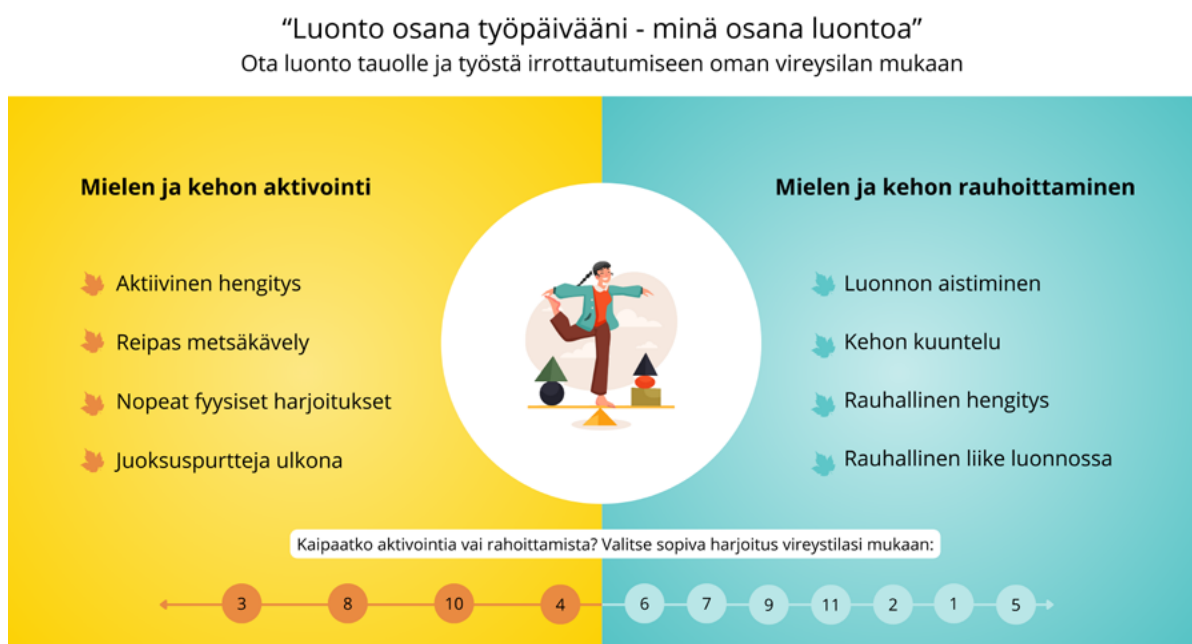 “Luonto osana työpäivääni - minä osana luontoa”
Ota luonto tauolle ja työstä irrottautumiseen oman vireysilan mukaan
Mielen ja kehon aktivointi
Aktiivinen hengitys
Reipas metsäkävely
Nopeat fyysiset harjoitukset
Juoksuspurtteja ulkona
Mielen ja kehon rauhoittaminen
Luonnon aistiminen
Kehon kuuntelu
Rauhallinen hengitys
Rauhallinen liike luonnossa
Kaipaatko aktivointia vai rahoittamista? Valitse sopiva harjoitus vireystilasi mukaan:
3 8 10 4 6 7 9 11 2 1 5